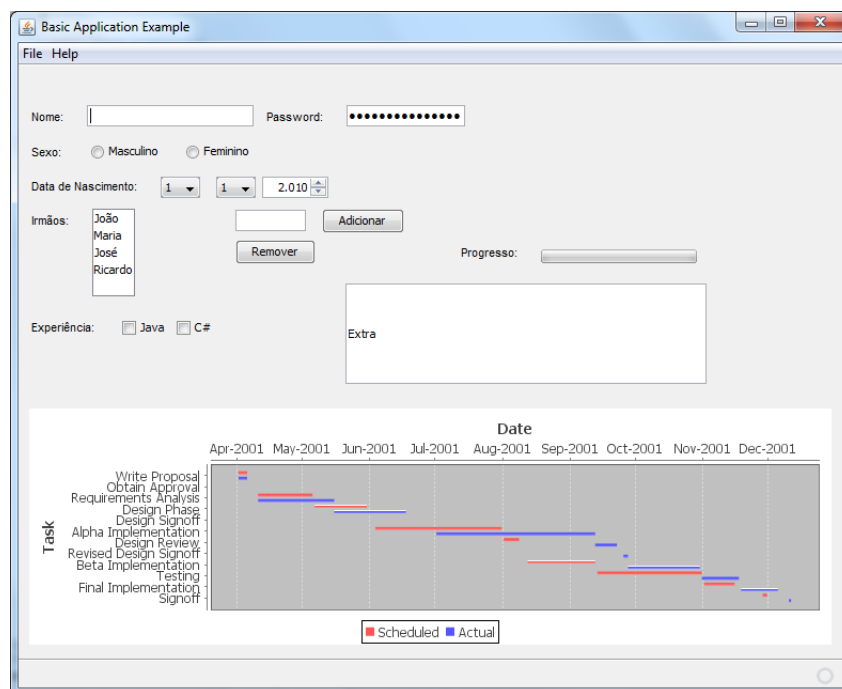 Basic Application Example
File Help
Nome: Password: •••••••••••••••
Sexo: Masculino Feminino
Data de Nascimento: 1 1 2.010
Irmãos: João Adicionar
Maria
José Remover Progresso:
Ricardo
Experiência: Java C# Extra
Date
Apr-2001 May-2001 Jun-2001 Jul-2001 Aug-2001 Sep-2001 Oct-2001 Nov-2001 Dec-2001
Task
Write Proposal
Obtain Approval
Requirements Analysis
Design Phase
Design Signoff
Alpha Implementation
Design Review
Revised Design Signoff
Beta Implementation
Testing
Final Implementation
Signoff
Scheduled Actual